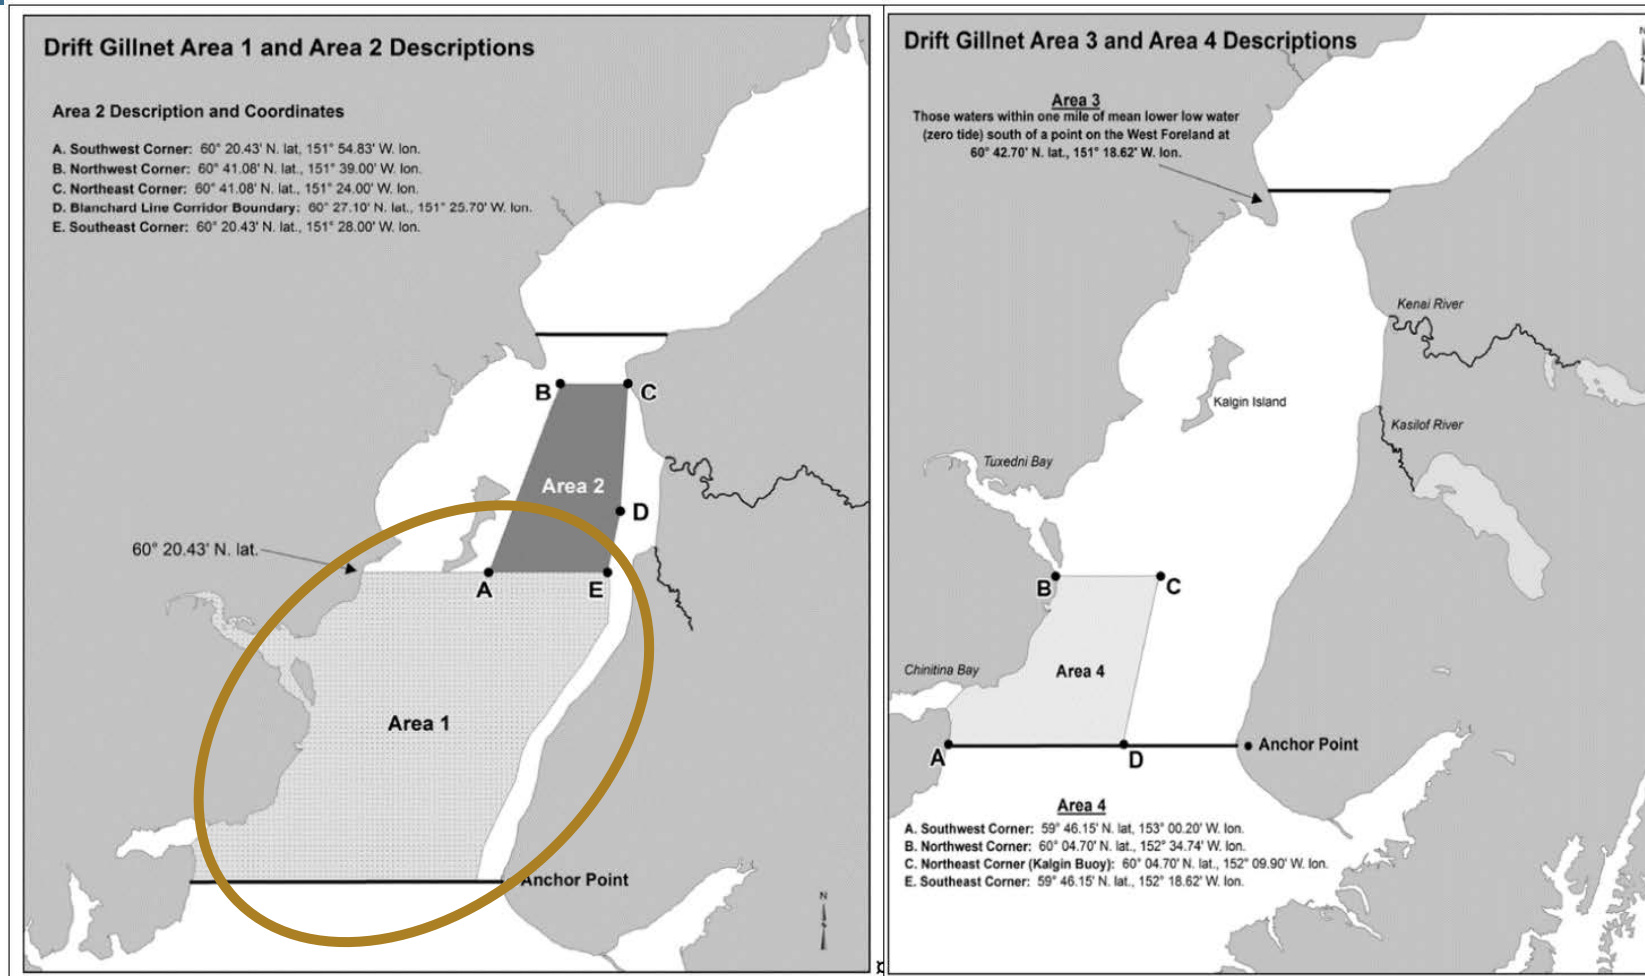 Drift Gillnet Area 1 and Area 2 Descriptions
Area 2 Description and Coordinates
A. Southwest Corner: 60° 20.43' N. lat, 151° 54.83' W. lon.
B. Northwest Corner: 60° 41.08' N. lat., 151° 39.00' W. lon.
C. Northeast Corner: 60° 41.08' N. lat., 151° 24.00' W. lon.
D. Blanchard Line Corridor Boundary: 60° 27.10' N. lat., 151° 25.70' W. lon.
E. Southeast Corner: 60° 20.43' N. lat., 151° 28.00' W. lon.
B
C
Area 2
D
60° 20.43' N. lat.
A
E
Area 1
Anchor Point
N
Drift Gillnet Area 3 and Area 4 Descriptions
N
Area 3
Those waters within one mile of mean lower low water
(zero tide) south of a point on the West Foreland at
60° 42.70' N. lat., 151° 18.62' W. lon.
Kenai River
Kalgin Island
Kasilof River
Tuxedni Bay
B
C
Chinitina Bay
Area 4
A
D
Anchor Point
Area 4
A. Southwest Corner: 59° 46.15' N. lat, 153° 00.20' W. lon.
B. Northwest Corner: 60° 04.70' N. lat., 152° 34.74' W. lon.
C. Northeast Corner (Kalgin Buoy): 60° 04.70' N. lat., 152° 09.90' W. lon.
E. Southeast Corner: 59° 46.15' N. lat., 152° 18.62' W. lon.